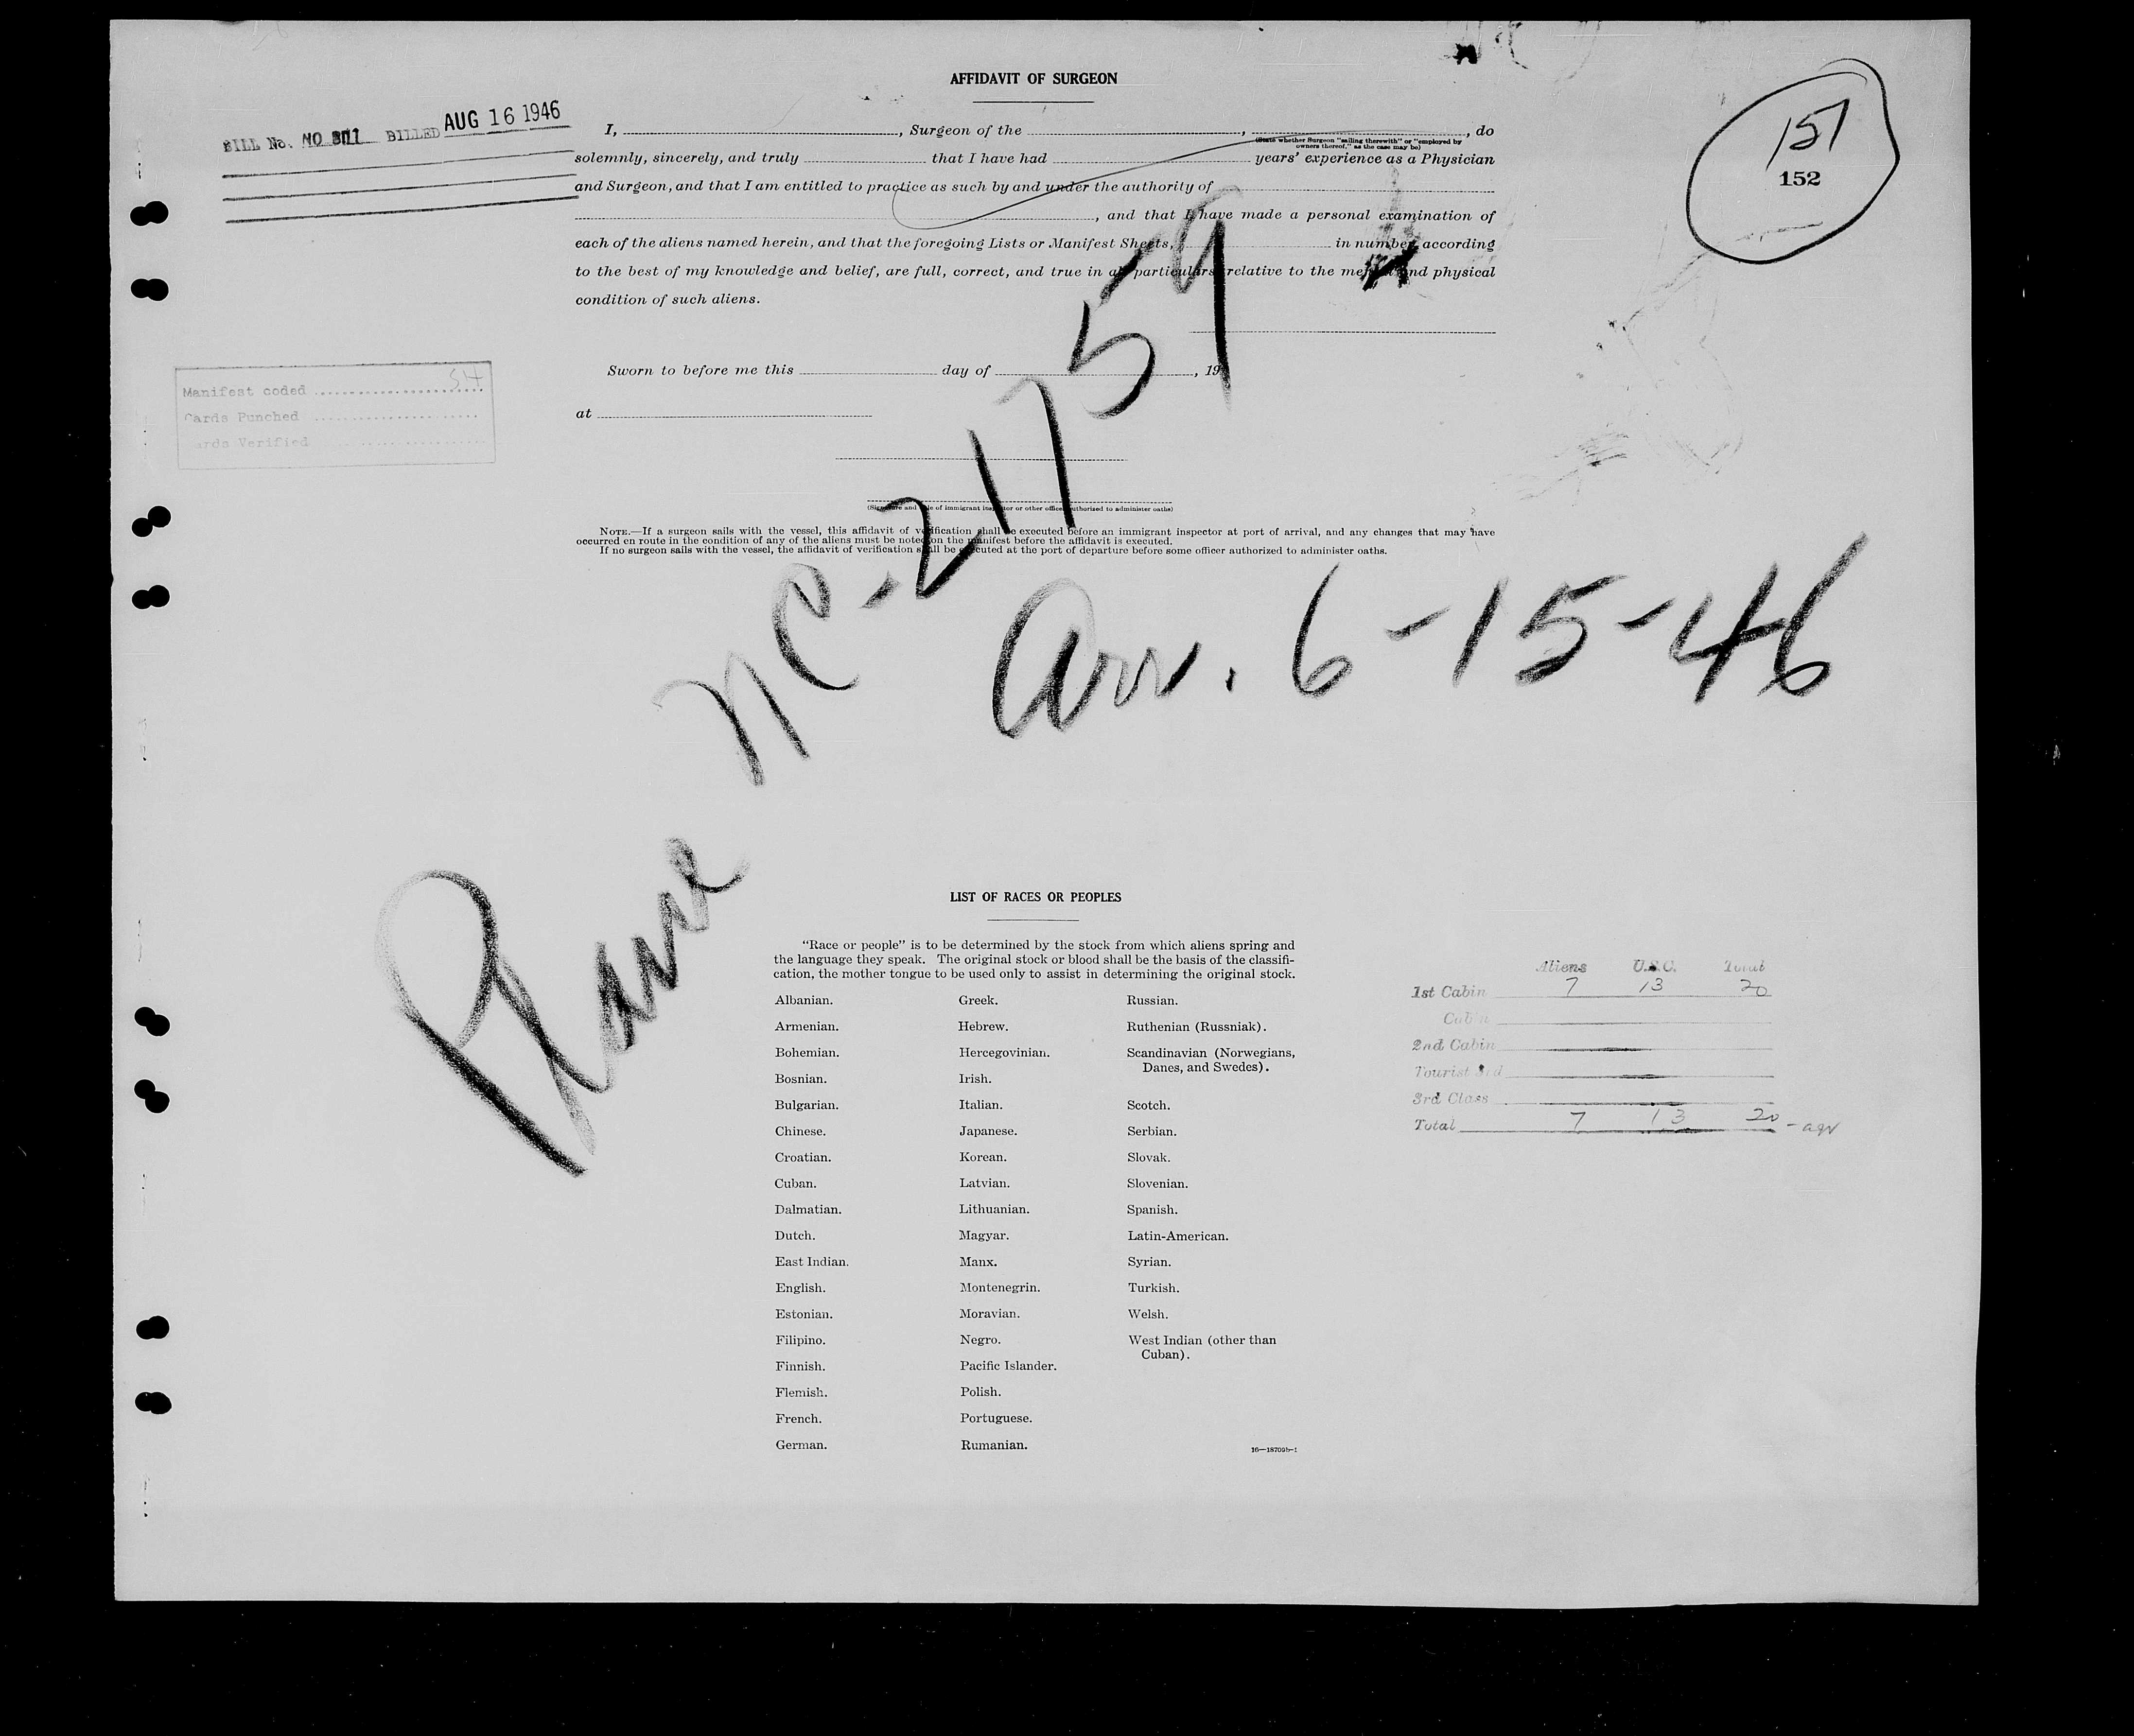 AFFIDAVIT OF SURGEON
BILL No. NO 801 BILLED AUG 16 1946
151
152
I, , Surgeon of the , , do
(State whether Surgeon "sailing therewith" or "employed by
owners thereof," as the case may be)
solemnly, sincerely, and truly that I have had years' experience as a Physician
and Surgeon, and that I am entitled to practice as such by and under the authority of
, and that I have made a personal examination of
each of the aliens named herein, and that the foregoing Lists or Manifest Sheets, in number, according
to the best of my knowledge and belief, are full, correct, and true in all particulars relative to the mental and physical
condition of such aliens.
Manifest coded SH
Cards Punched
Cards Verified
Sworn to before me this day of , 19
at
(Signature and title of immigrant inspector or other officer authorized to administer oaths)
NOTE.—If a surgeon sails with the vessel, this affidavit of verification shall be executed before an immigrant inspector at port of arrival, and any changes that may have
occurred en route in the condition of any of the aliens must be noted on the manifest before the affidavit is executed.
If no surgeon sails with the vessel, the affidavit of verification shall be executed at the port of departure before some officer authorized to administer oaths.
Plane NC-21759
Arr. 6-15-46
LIST OF RACES OR PEOPLES
"Race or people" is to be determined by the stock from which aliens spring and
the language they speak. The original stock or blood shall be the basis of the classifi-
cation, the mother tongue to be used only to assist in determining the original stock.
Albanian.
Armenian.
Bohemian.
Bosnian.
Bulgarian.
Chinese.
Croatian.
Cuban.
Dalmatian.
Dutch.
East Indian.
English.
Estonian.
Filipino.
Finnish.
Flemish.
French.
German.
Greek.
Hebrew.
Hercegovinian.
Irish.
Italian.
Japanese.
Korean.
Latvian.
Lithuanian.
Magyar.
Manx.
Montenegrin.
Moravian.
Negro.
Pacific Islander.
Polish.
Portuguese.
Rumanian.
Russian.
Ruthenian (Russniak).
Scandinavian (Norwegians,
Danes, and Swedes).
Scotch.
Serbian.
Slovak.
Slovenian.
Spanish.
Latin-American.
Syrian.
Turkish.
Welsh.
West Indian (other than
Cuban).
16—18709b-1
Aliens U.S.C. Total
1st Cabin 7 13 20
Cabin
2nd Cabin
Tourist 3rd
3rd Class
Total 7 13 20 - agv